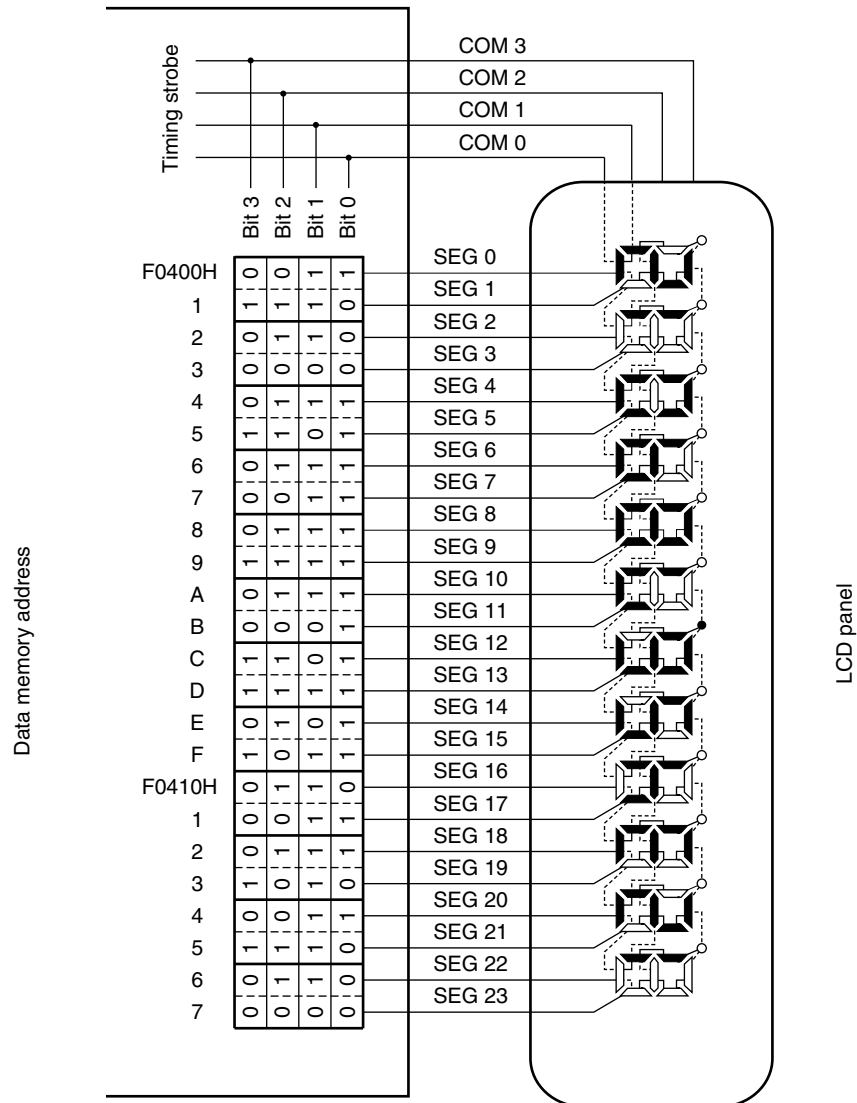 Timing strobe
COM 3
COM 2
COM 1
COM 0
Bit 3 Bit 2 Bit 1 Bit 0
Data memory address
F0400H 0 0 1 1 SEG 0
1 1 1 1 0 SEG 1
2 0 1 1 0 SEG 2
3 0 0 0 0 SEG 3
4 0 1 1 1 SEG 4
5 1 1 0 1 SEG 5
6 0 1 1 1 SEG 6
7 0 0 1 1 SEG 7
8 0 1 1 1 SEG 8
9 1 1 1 1 SEG 9
A 0 1 1 1 SEG 10
B 0 0 0 1 SEG 11
C 1 1 0 1 SEG 12
D 1 1 1 1 SEG 13
E 0 1 0 1 SEG 14
F 1 0 1 1 SEG 15
F0410H 0 1 1 0 SEG 16
1 0 0 1 1 SEG 17
2 0 1 1 1 SEG 18
3 1 0 1 0 SEG 19
4 0 0 1 1 SEG 20
5 1 1 1 0 SEG 21
6 0 1 1 0 SEG 22
7 0 0 0 0 SEG 23
LCD panel